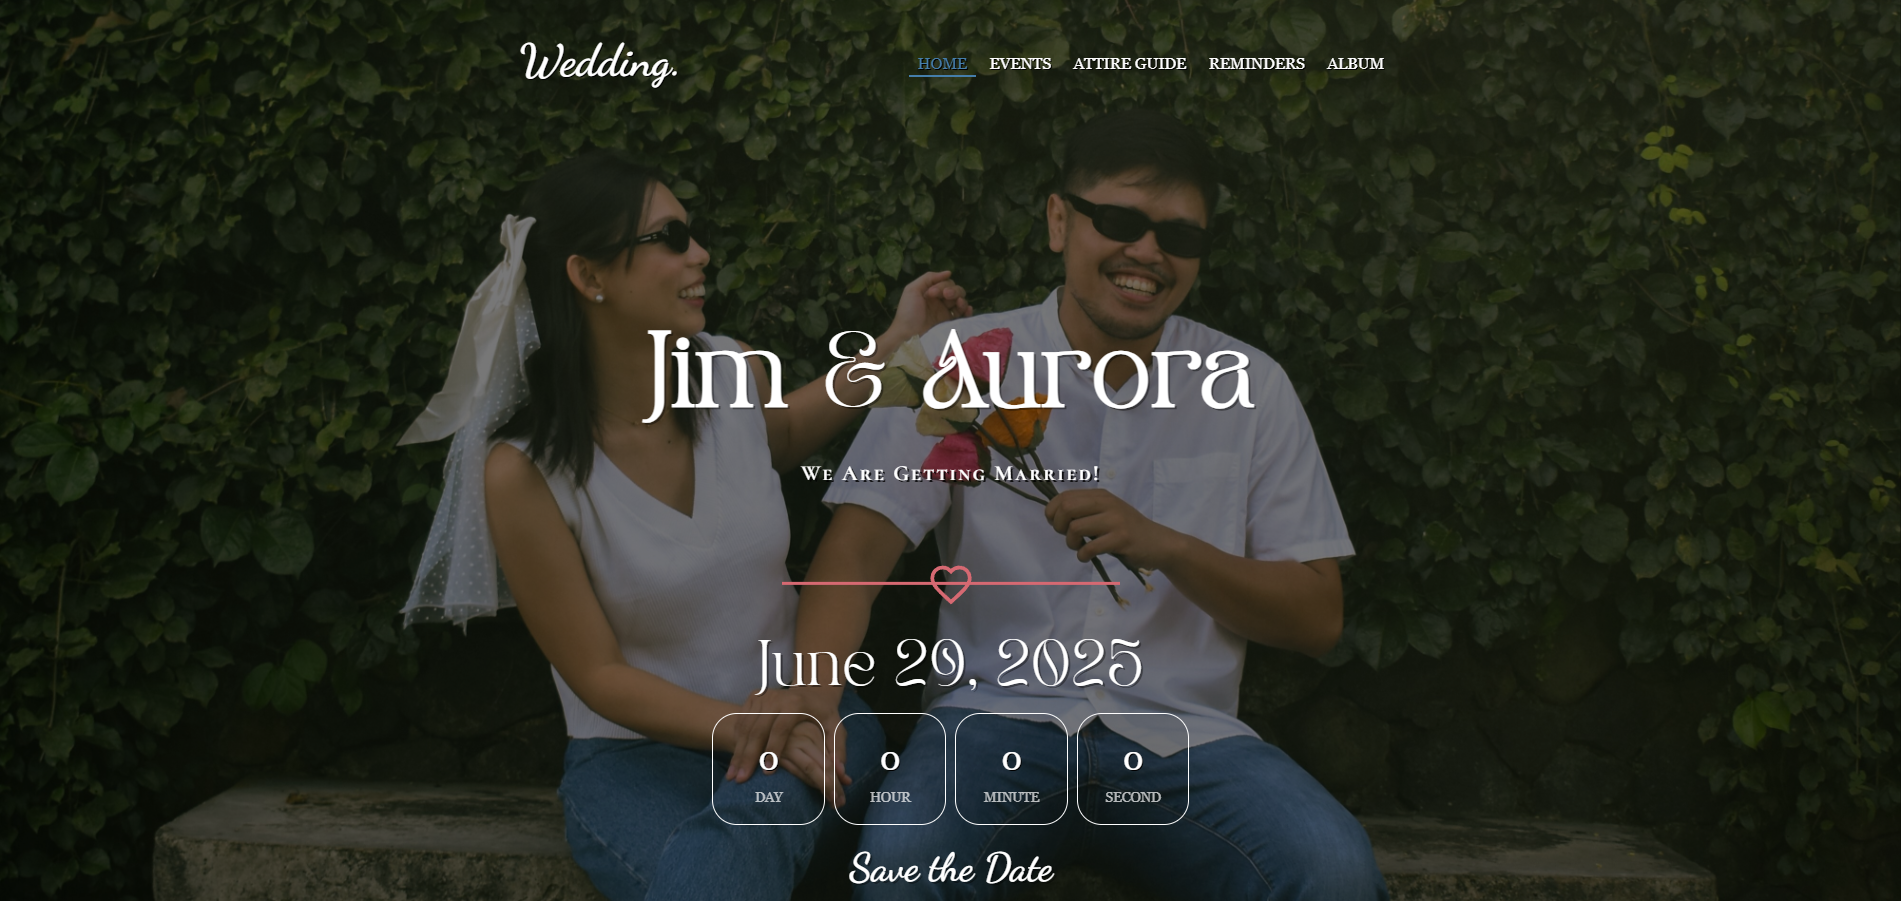 Wedding.
HOME EVENTS ATTIRE GUIDE REMINDERS ALBUM
Jim & Aurora
We Are Getting Married!
June 29, 2025
0 0 0 0
DAY HOUR MINUTE SECOND
Save the Date